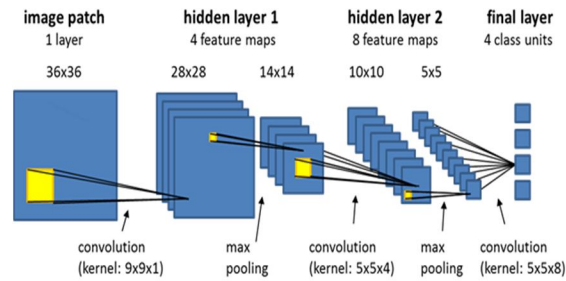 image patch
1 layer
36x36
hidden layer 1
4 feature maps
28x28
14x14
hidden layer 2
8 feature maps
10x10
5x5
final layer
4 class units
convolution
(kernel: 9x9x1)
max
pooling
convolution
(kernel: 5x5x4)
max
pooling
convolution
(kernel: 5x5x8)